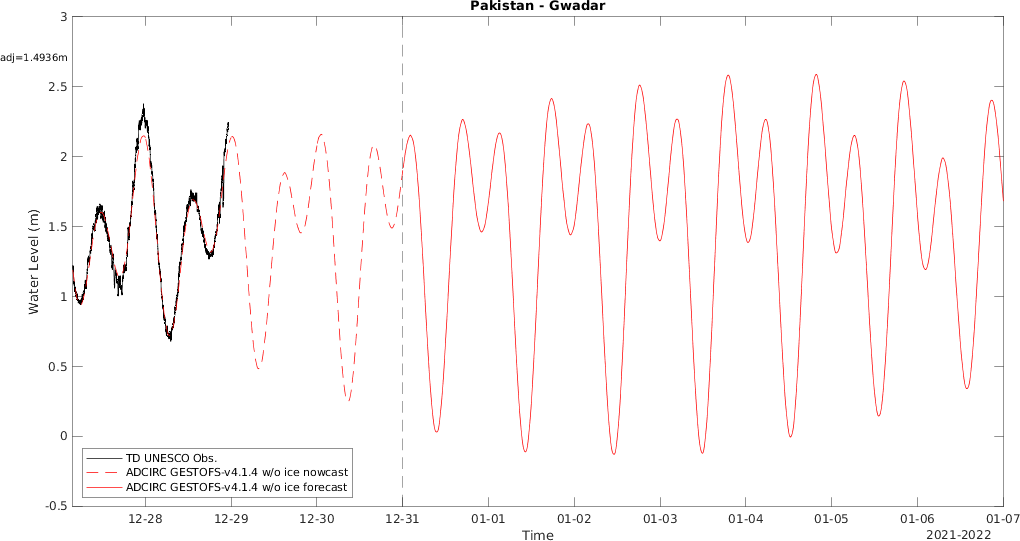 Pakistan - Gwadar
adj=1.4936m
3
2.5
2
1.5
1
0.5
0
-0.5
Water Level (m)
TD UNESCO Obs.
ADCIRC GESTOFS-v4.1.4 w/o ice nowcast
ADCIRC GESTOFS-v4.1.4 w/o ice forecast
12-28 12-29 12-30 12-31 01-01 01-02 01-03 01-04 01-05 01-06 01-07
Time
2021-2022